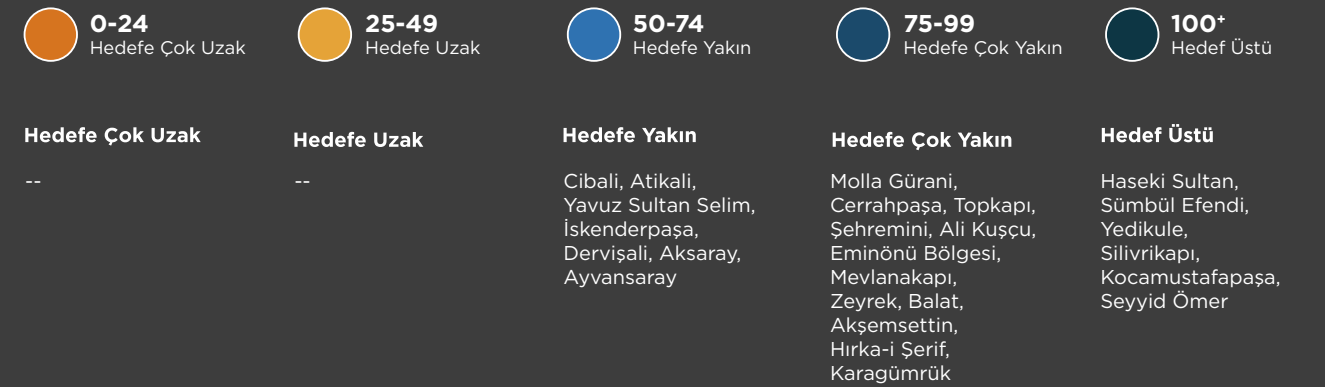 0-24
Hedefe Çok Uzak
25-49
Hedefe Uzak
50-74
Hedefe Yakın
75-99
Hedefe Çok Yakın
100+
Hedef Üstü
Hedefe Çok Uzak
--
Hedefe Uzak
--
Hedefe Yakın
Cibali, Atikali,
Yavuz Sultan Selim,
İskenderpaşa,
Dervişali, Aksaray,
Ayvansaray
Hedefe Çok Yakın
Molla Gürani,
Cerrahpaşa, Topkapı,
Şehremini, Ali Kuşçu,
Eminönü Bölgesi,
Mevlanakapı,
Zeyrek, Balat,
Akşemsettin,
Hırka-i Şerif,
Karagümrük
Hedef Üstü
Haseki Sultan,
Sümbül Efendi,
Yedikule,
Silivrikapı,
Kocamustafapaşa,
Seyyid Ömer